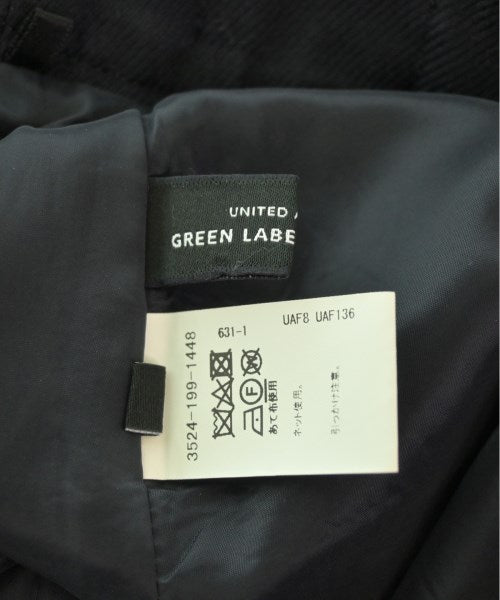 UNITED
GREEN LABE
3524-199-1448
631-1
UAF8 UAF136
あて布使用
ネット使用。
引っかけ注意。